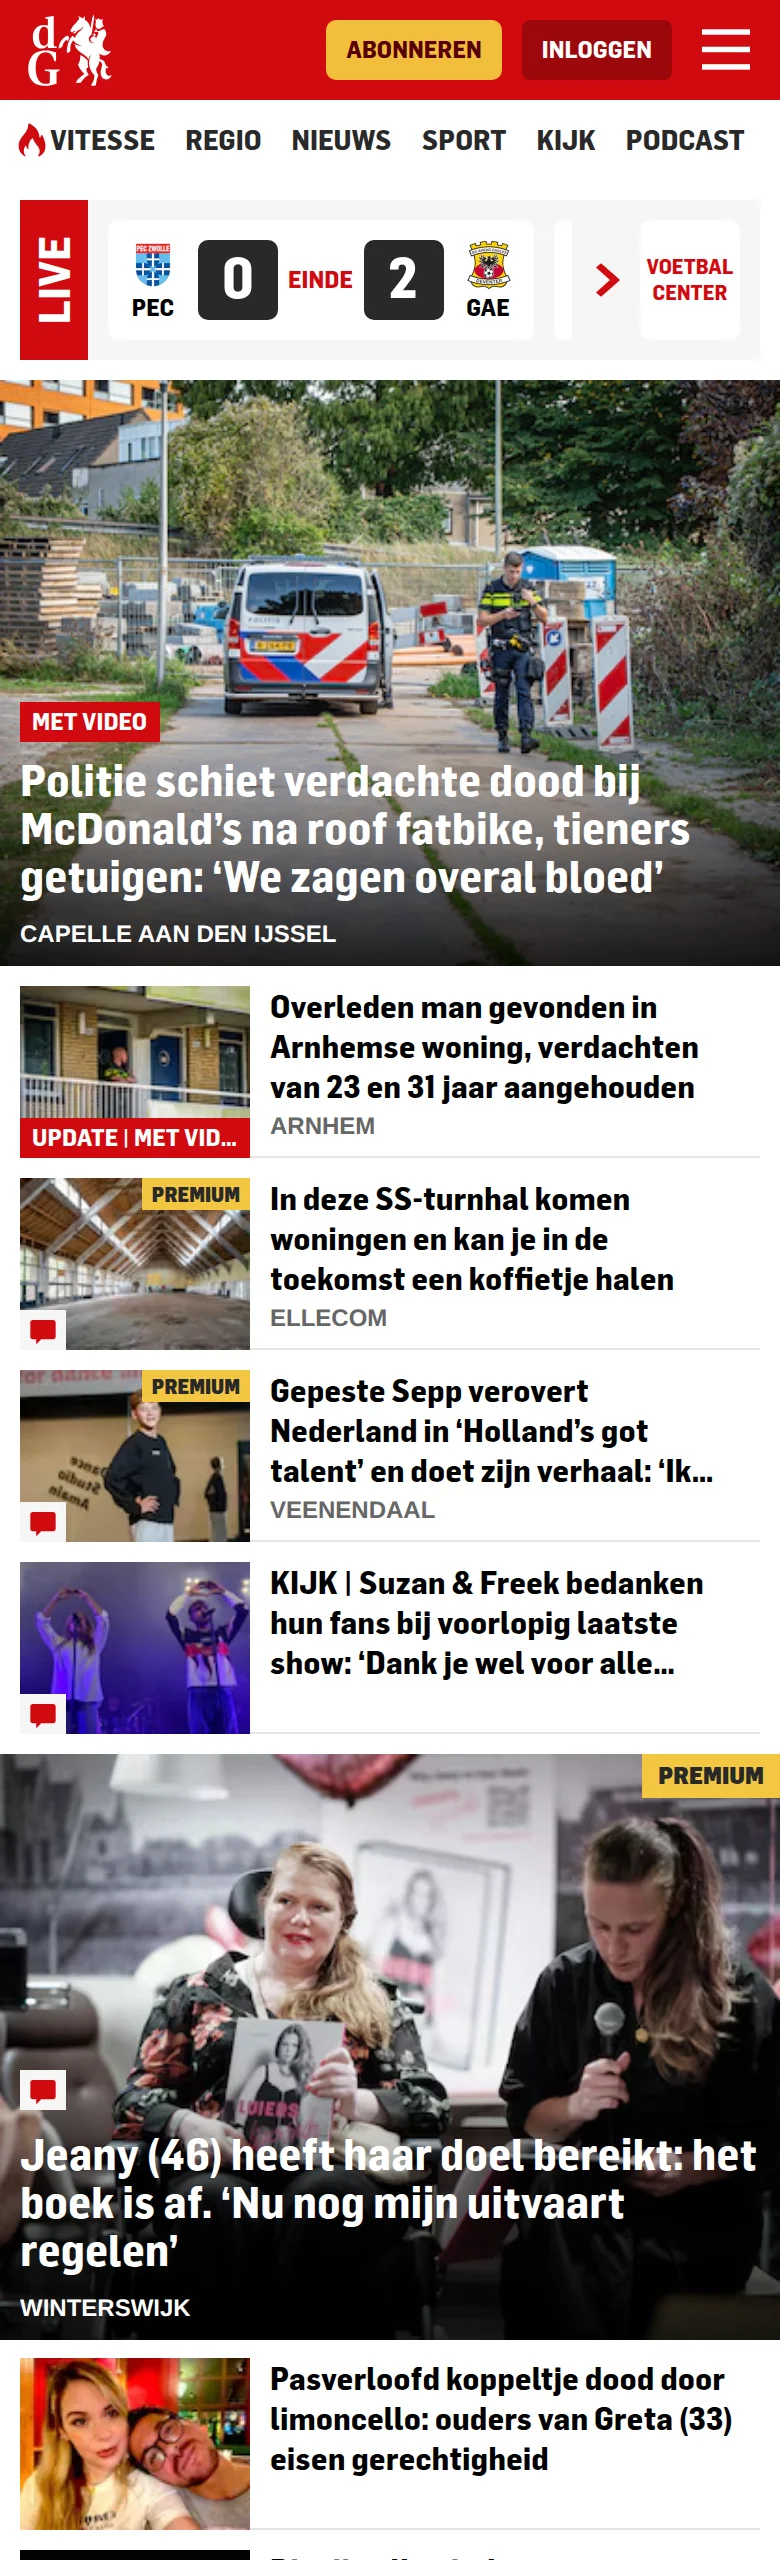 dG
ABONNEREN
INLOGGEN
VITESSE REGIO NIEUWS SPORT KIJK PODCAST
LIVE
PEC ZWOLLE
PEC
0
EINDE
2
GAE
VOETBAL
CENTER
POLITIE
MET VIDEO
Politie schiet verdachte dood bij
McDonald’s na roof fatbike, tieners
getuigen: ‘We zagen overal bloed’
CAPELLE AAN DEN IJSSEL
UPDATE | MET VID...
Overleden man gevonden in
Arnhemse woning, verdachten
van 23 en 31 jaar aangehouden
ARNHEM
PREMIUM
In deze SS-turnhal komen
woningen en kan je in de
toekomst een koffietje halen
ELLECOM
PREMIUM
Dance
Studio
Gepeste Sepp verovert
Nederland in ‘Holland’s got
talent’ en doet zijn verhaal: ‘Ik...
VEENENDAAL
KIJK | Suzan & Freek bedanken
hun fans bij voorlopig laatste
show: ‘Dank je wel voor alle...
PREMIUM
Jeany (46) heeft haar doel bereikt: het
boek is af. ‘Nu nog mijn uitvaart
regelen’
WINTERSWIJK
Pasverloofd koppeltje dood door
limoncello: ouders van Greta (33)
eisen gerechtigheid